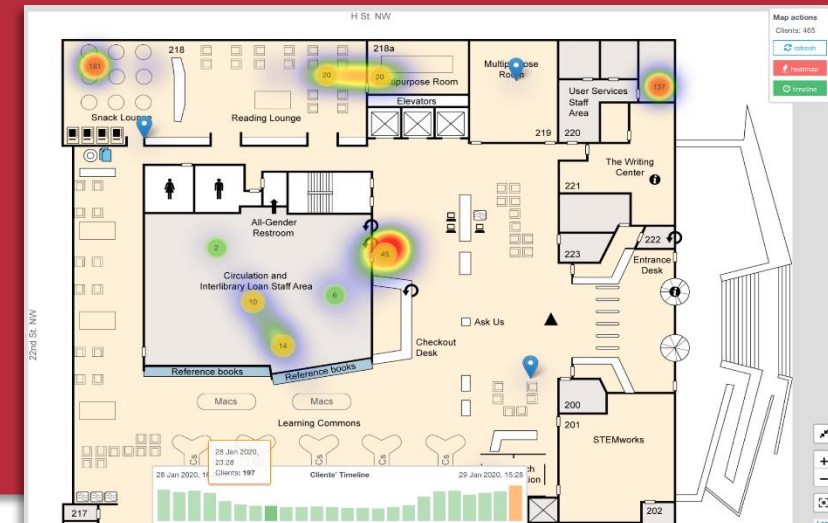 H St. NW
Map actions
Clients: 465
refresh
heatmap
timeline
218
218a
181
20
20
Multipurpose
Room
137
Snack Lounge
Reading Lounge
Elevators
219
User Services
Staff
Area
220
The Writing
Center
221
All-Gender
Restroom
222
223
Entrance
Desk
2
45
Circulation and
Interlibrary Loan Staff Area
10
6
14
Ask Us
Checkout
Desk
22nd St. NW
Reference books
Reference books
Macs
Macs
Learning Commons
200
201
STEMworks
28 Jan 2020,
23:28
Clients: 197
Clients' Timeline
29 Jan 2020, 15:28
28 Jan 2020,
217
202